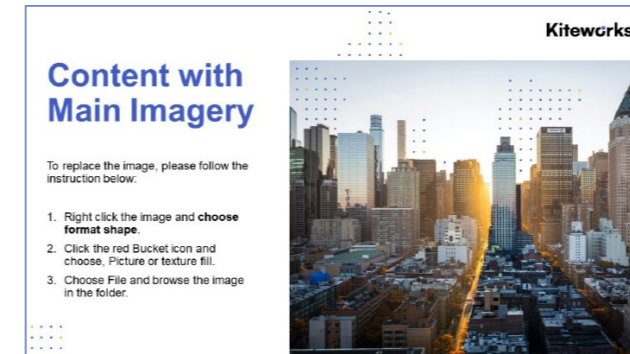 Kiteworks
Content with
Main Imagery
To replace the image, please follow the
instruction below:
1. Right click the image and choose
format shape.
2. Click the red Bucket icon and
choose, Picture or texture fill.
3. Choose File and browse the image
in the folder.